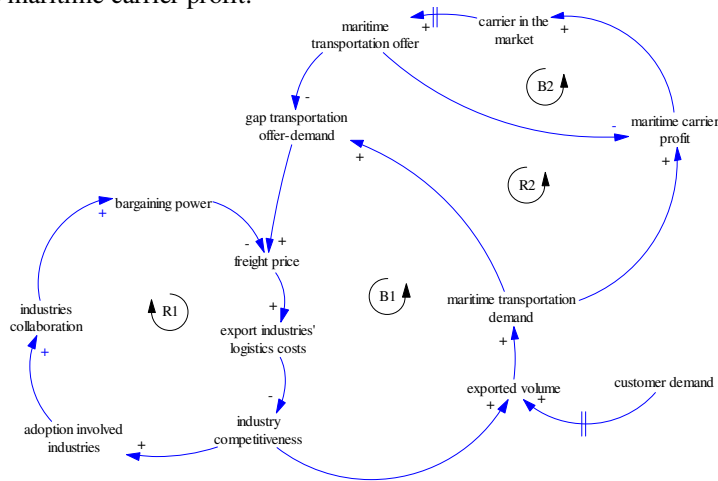 maritime carrier profit.
maritime
transportation offer
carrier in the
market
+
+
B2
-
gap transportation
offer-demand
-
maritime carrier
profit
+
+
R2
bargaining power
+
-
+
freight price
B1
R1
+
industries
collaboration
+
export industries'
logistics costs
maritime transportation
demand
+
-
exported volume
customer demand
+
+
adoption involved
industries
+
industry
competitiveness